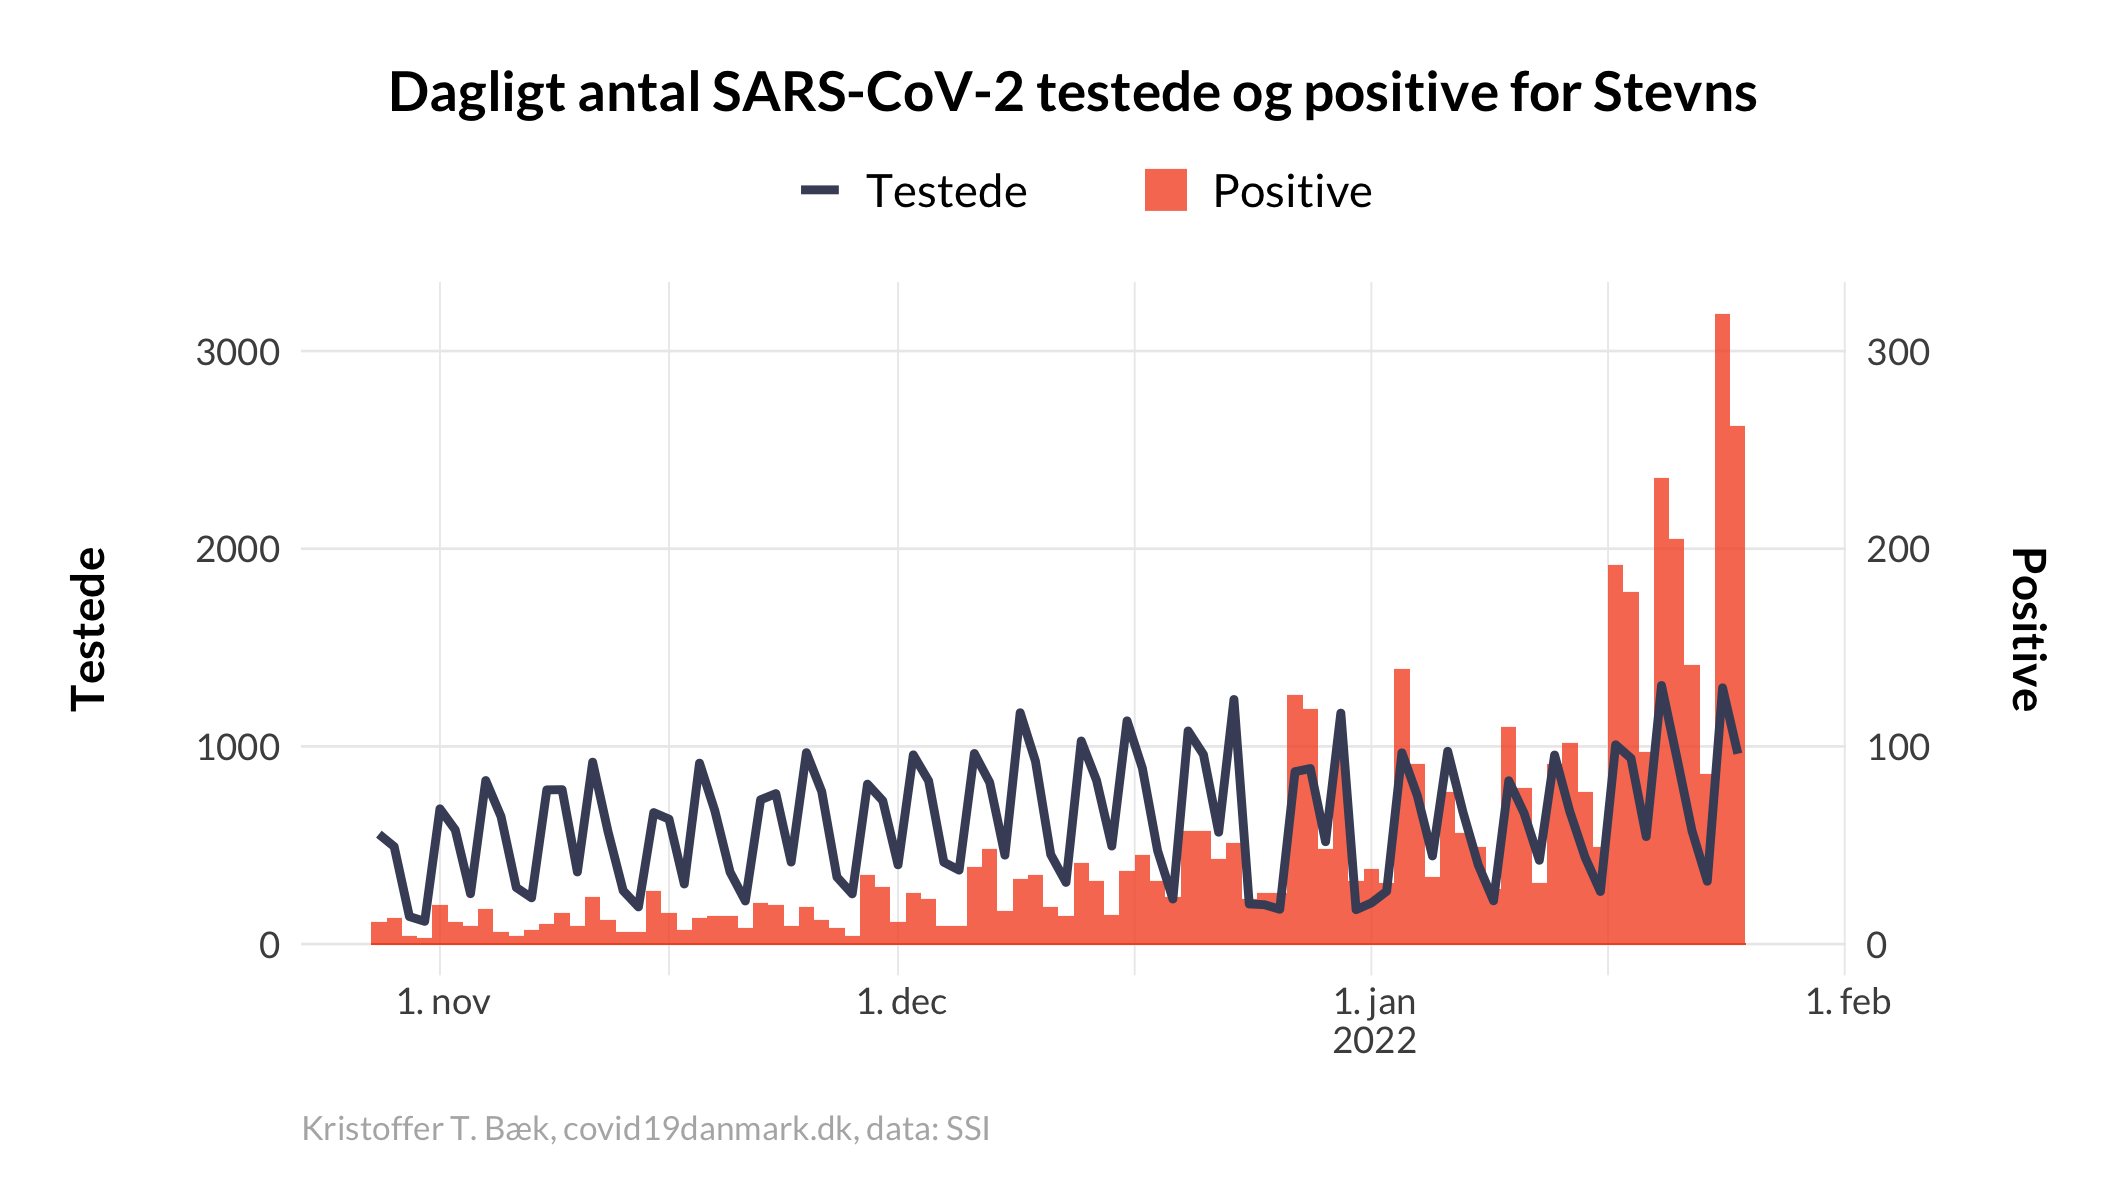 Dagligt antal SARS-CoV-2 testede og positive for Stevns
Testede
Positive
3000
2000
1000
0
Testede
300
200
100
0
Positive
1. nov
1. dec
1. jan
2022
1. feb
Kristoffer T. Bæk, covid19danmark.dk, data: SSI